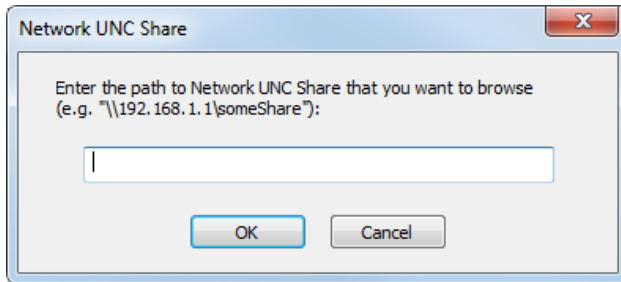 Network UNC Share
Enter the path to Network UNC Share that you want to browse
(e.g. "\\192.168.1.1\someShare"):
OK
Cancel